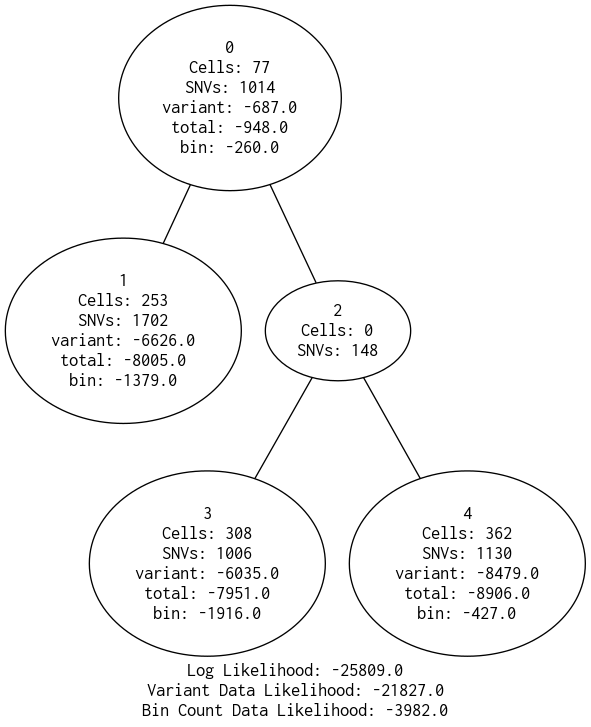 0
Cells: 77
SNVs: 1014
variant: -687.0
total: -948.0
bin: -260.0
1
Cells: 253
SNVs: 1702
variant: -6626.0
total: -8005.0
bin: -1379.0
2
Cells: 0
SNVs: 148
3
Cells: 308
SNVs: 1006
variant: -6035.0
total: -7951.0
bin: -1916.0
4
Cells: 362
SNVs: 1130
variant: -8479.0
total: -8906.0
bin: -427.0
Log Likelihood: -25809.0
Variant Data Likelihood: -21827.0
Bin Count Data Likelihood: -3982.0